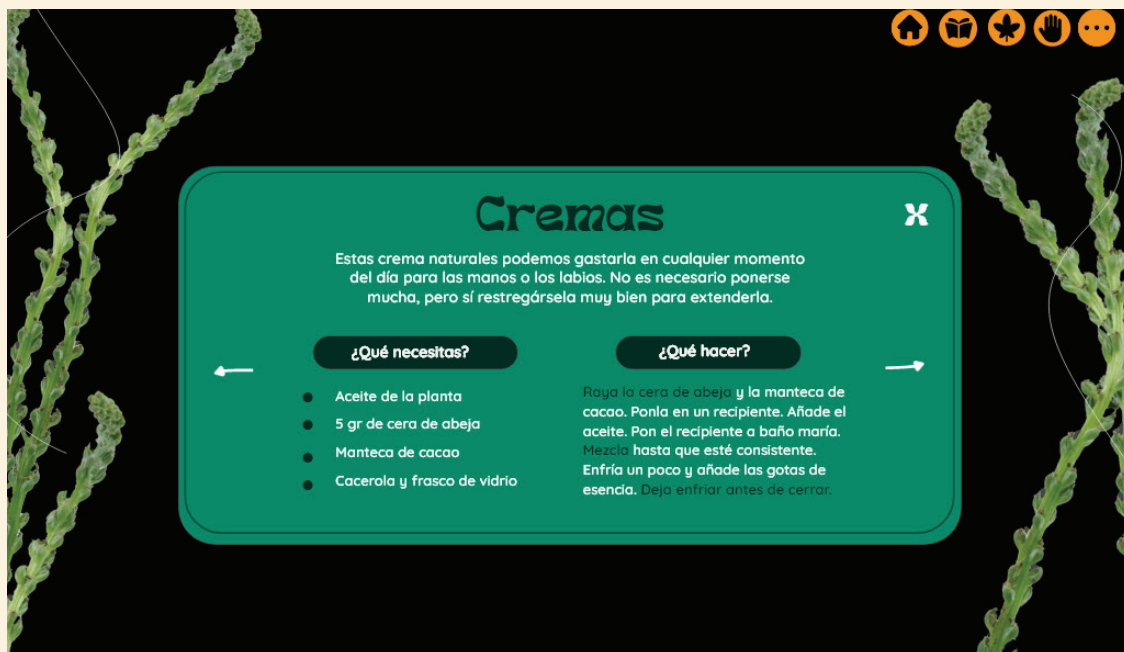 Cremas
Estas crema naturales podemos gastarla en cualquier momento
del día para las manos o los labios. No es necesario ponerse
mucha, pero sí restregársela muy bien para extenderla.
¿Qué necesitas?
Aceite de la planta
5 gr de cera de abeja
Manteca de cacao
Cacerola y frasco de vidrio
¿Qué hacer?
Raya la cera de abeja y la manteca de
cacao. Ponla en un recipiente. Añade el
aceite. Pon el recipiente a baño maría.
Mezcla hasta que esté consistente.
Enfría un poco y añade las gotas de
esencia. Deja enfriar antes de cerrar.